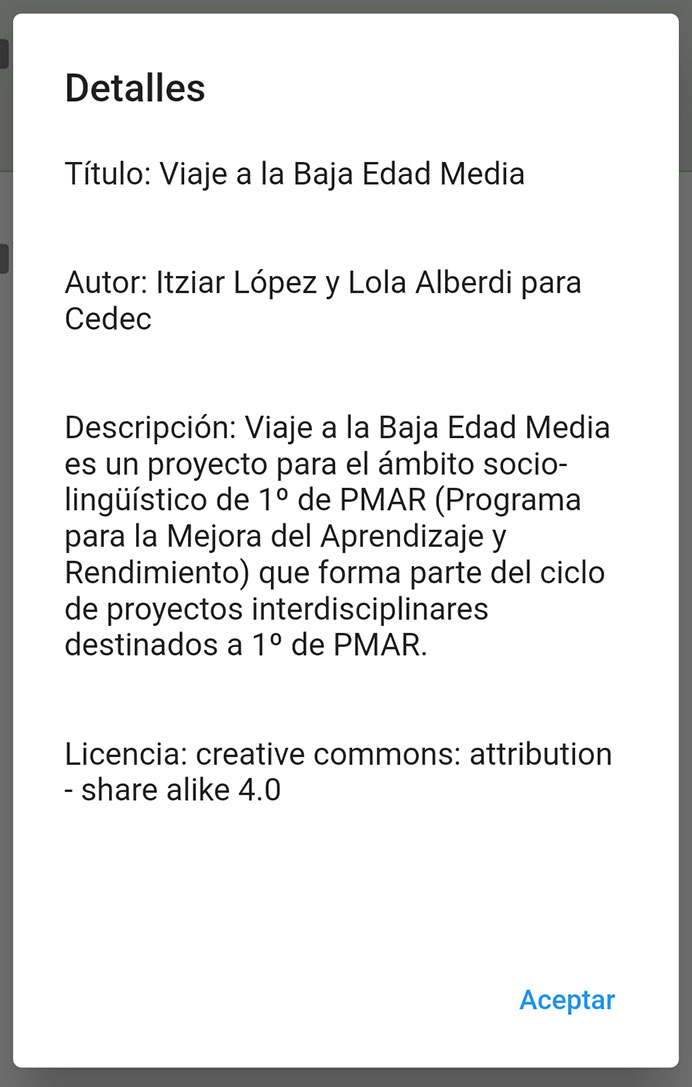 Detalles
Título: Viaje a la Baja Edad Media
Autor: Itziar López y Lola Alberdi para
Cedec
Descripción: Viaje a la Baja Edad Media
es un proyecto para el ámbito socio-
lingüístico de 1º de PMAR (Programa
para la Mejora del Aprendizaje y
Rendimiento) que forma parte del ciclo
de proyectos interdisciplinares
destinados a 1º de PMAR.
Licencia: creative commons: attribution
- share alike 4.0
Aceptar